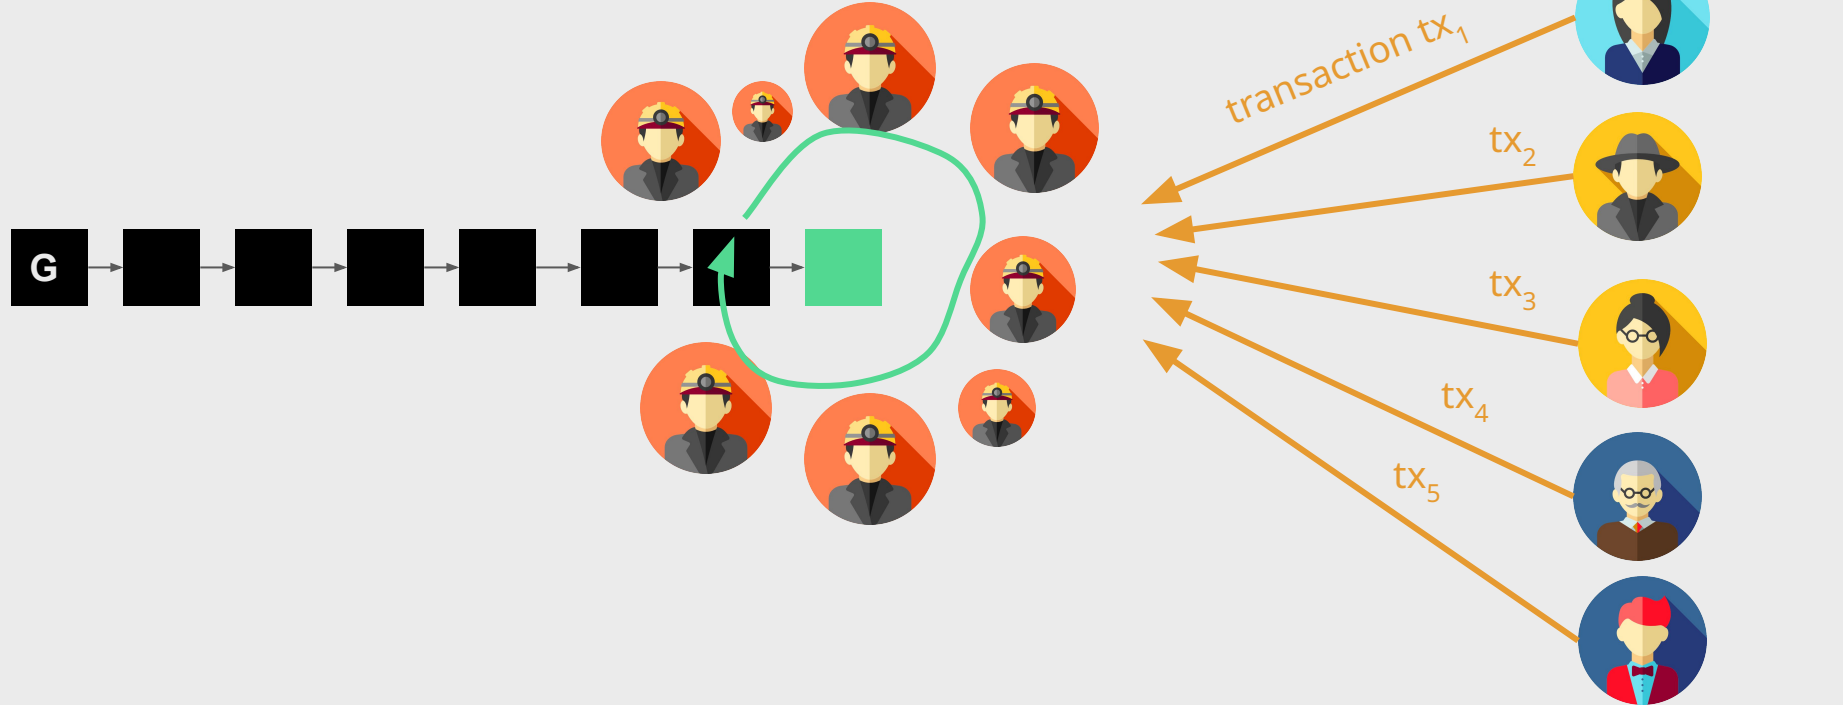 transaction tx₁
tx₂
G
tx₃
tx₄
tx₅